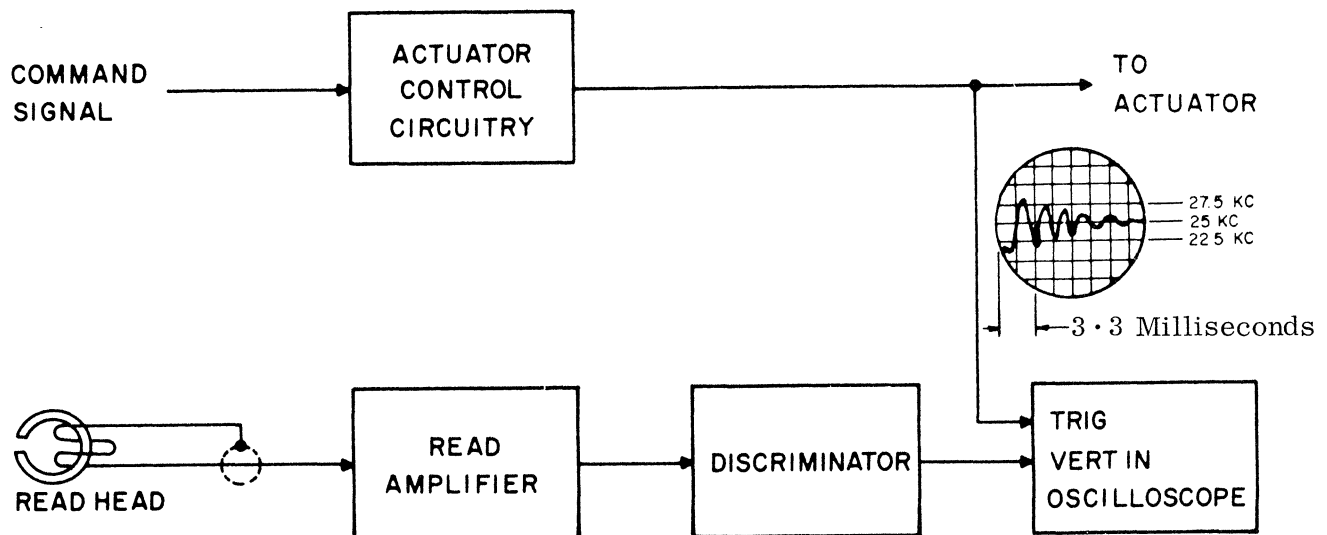 COMMAND
SIGNAL
ACTUATOR
CONTROL
CIRCUITRY
TO
ACTUATOR
27.5 KC
25 KC
22.5 KC
3·3 Milliseconds
READ HEAD
READ
AMPLIFIER
DISCRIMINATOR
TRIG
VERT IN
OSCILLOSCOPE